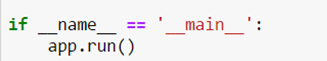 if __name__ == '__main__':
    app.run()